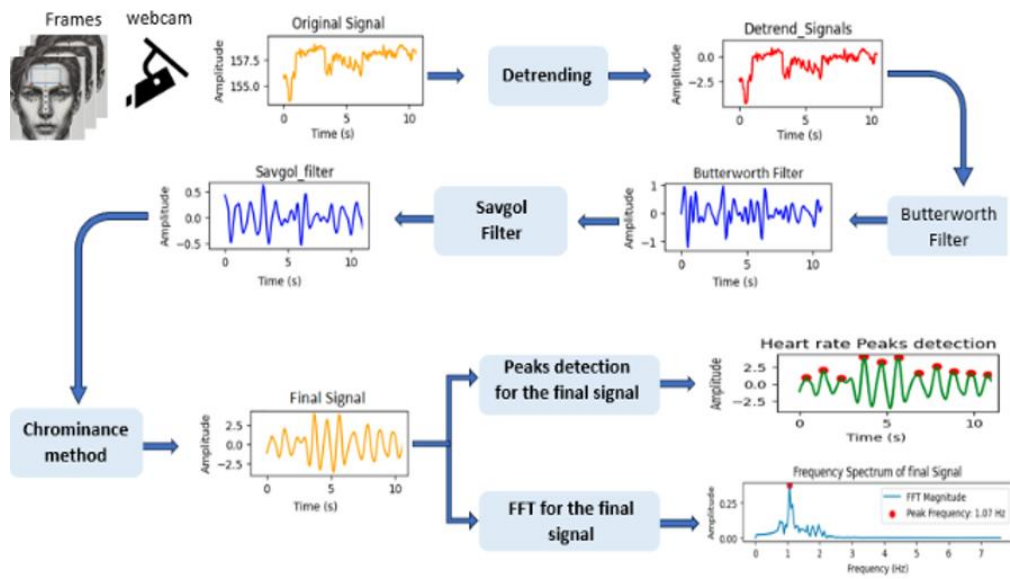 Frames
webcam
Original Signal
Amplitude
157.5
155.0
0 5 10
Time (s)
Detrending
Detrend_Signals
Amplitude
0.0
−2.5
0 5 10
Time (s)
Savgol_filter
Amplitude
0.5
0.0
−0.5
0 5 10
Time (s)
Savgol
Filter
Butterworth Filter
Amplitude
1
0
−1
0 5 10
Time (s)
Butterworth
Filter
Chrominance
method
Final Signal
Amplitude
2.5
0.0
−2.5
0 5 10
Time (s)
Peaks detection
for the final signal
Heart rate Peaks detection
Amplitude
2.5
0.0
−2.5
0 5 10
Time (s)
FFT for the final
signal
Frequency Spectrum of final Signal
Amplitude
0.25
0.00
FFT Magnitude
Peak Frequency: 1.07 Hz
0 1 2 3 4 5 6 7
Frequency (Hz)